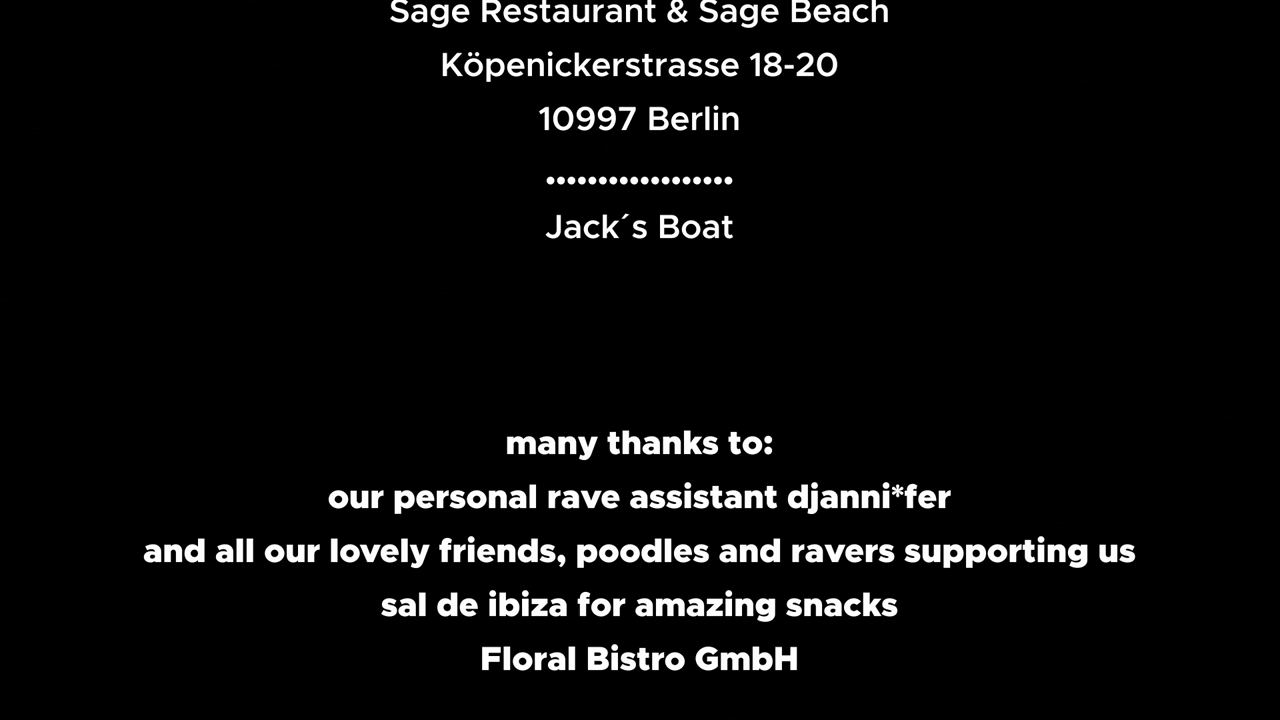 Sage Restaurant & Sage Beach
Köpenickerstrasse 18-20
10997 Berlin
..................
Jack´s Boat
many thanks to:
our personal rave assistant djanni*fer
and all our lovely friends, poodles and ravers supporting us
sal de ibiza for amazing snacks
Floral Bistro GmbH